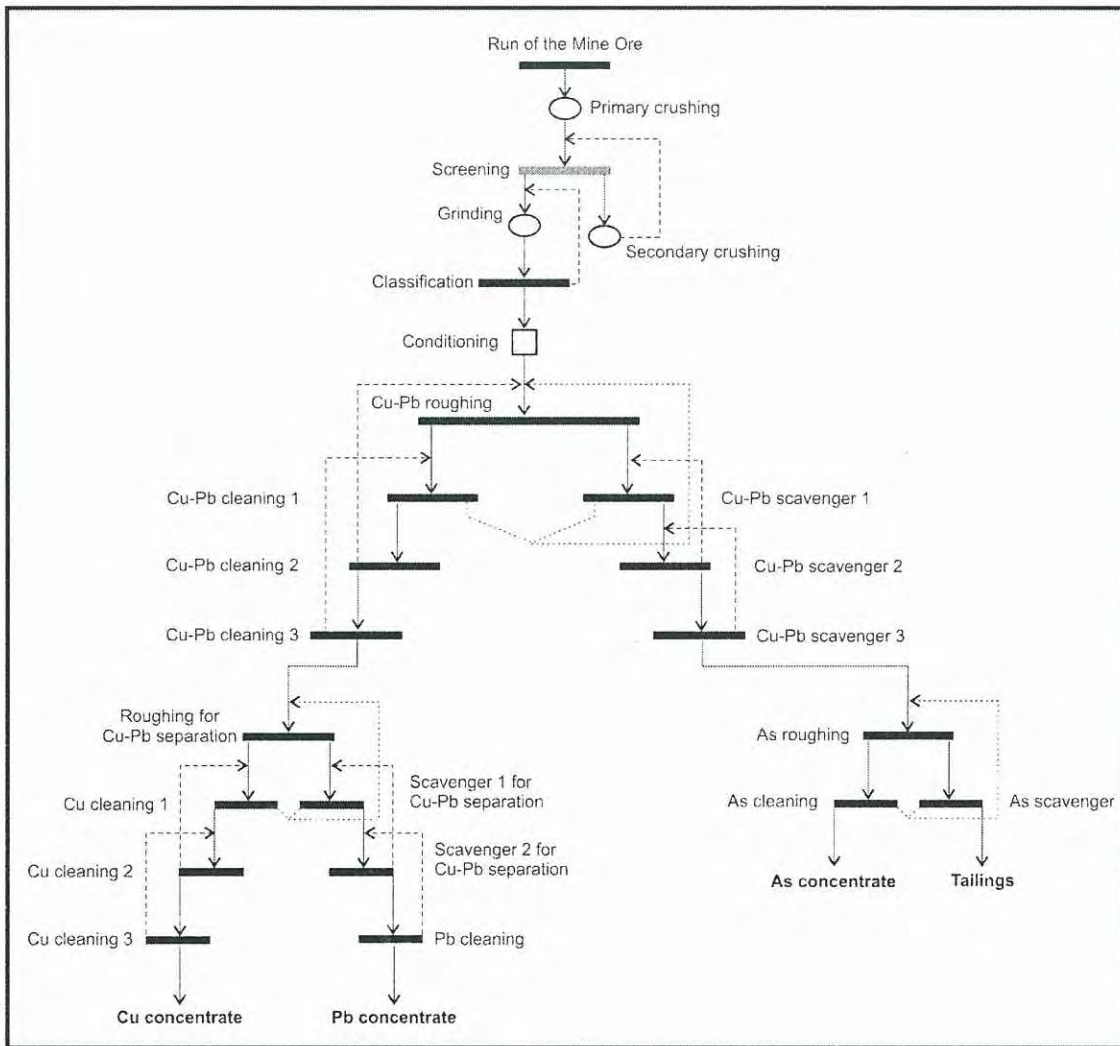 Run of the Mine Ore
Primary crushing
Screening
Grinding
Secondary crushing
Classification
Conditioning
Cu-Pb roughing
Cu-Pb cleaning 1
Cu-Pb scavenger 1
Cu-Pb cleaning 2
Cu-Pb scavenger 2
Cu-Pb cleaning 3
Cu-Pb scavenger 3
Roughing for
Cu-Pb separation
As roughing
Cu cleaning 1
Scavenger 1 for
Cu-Pb separation
As cleaning
As scavenger
Cu cleaning 2
Scavenger 2 for
Cu-Pb separation
As concentrate
Tailings
Cu cleaning 3
Pb cleaning
Cu concentrate
Pb concentrate